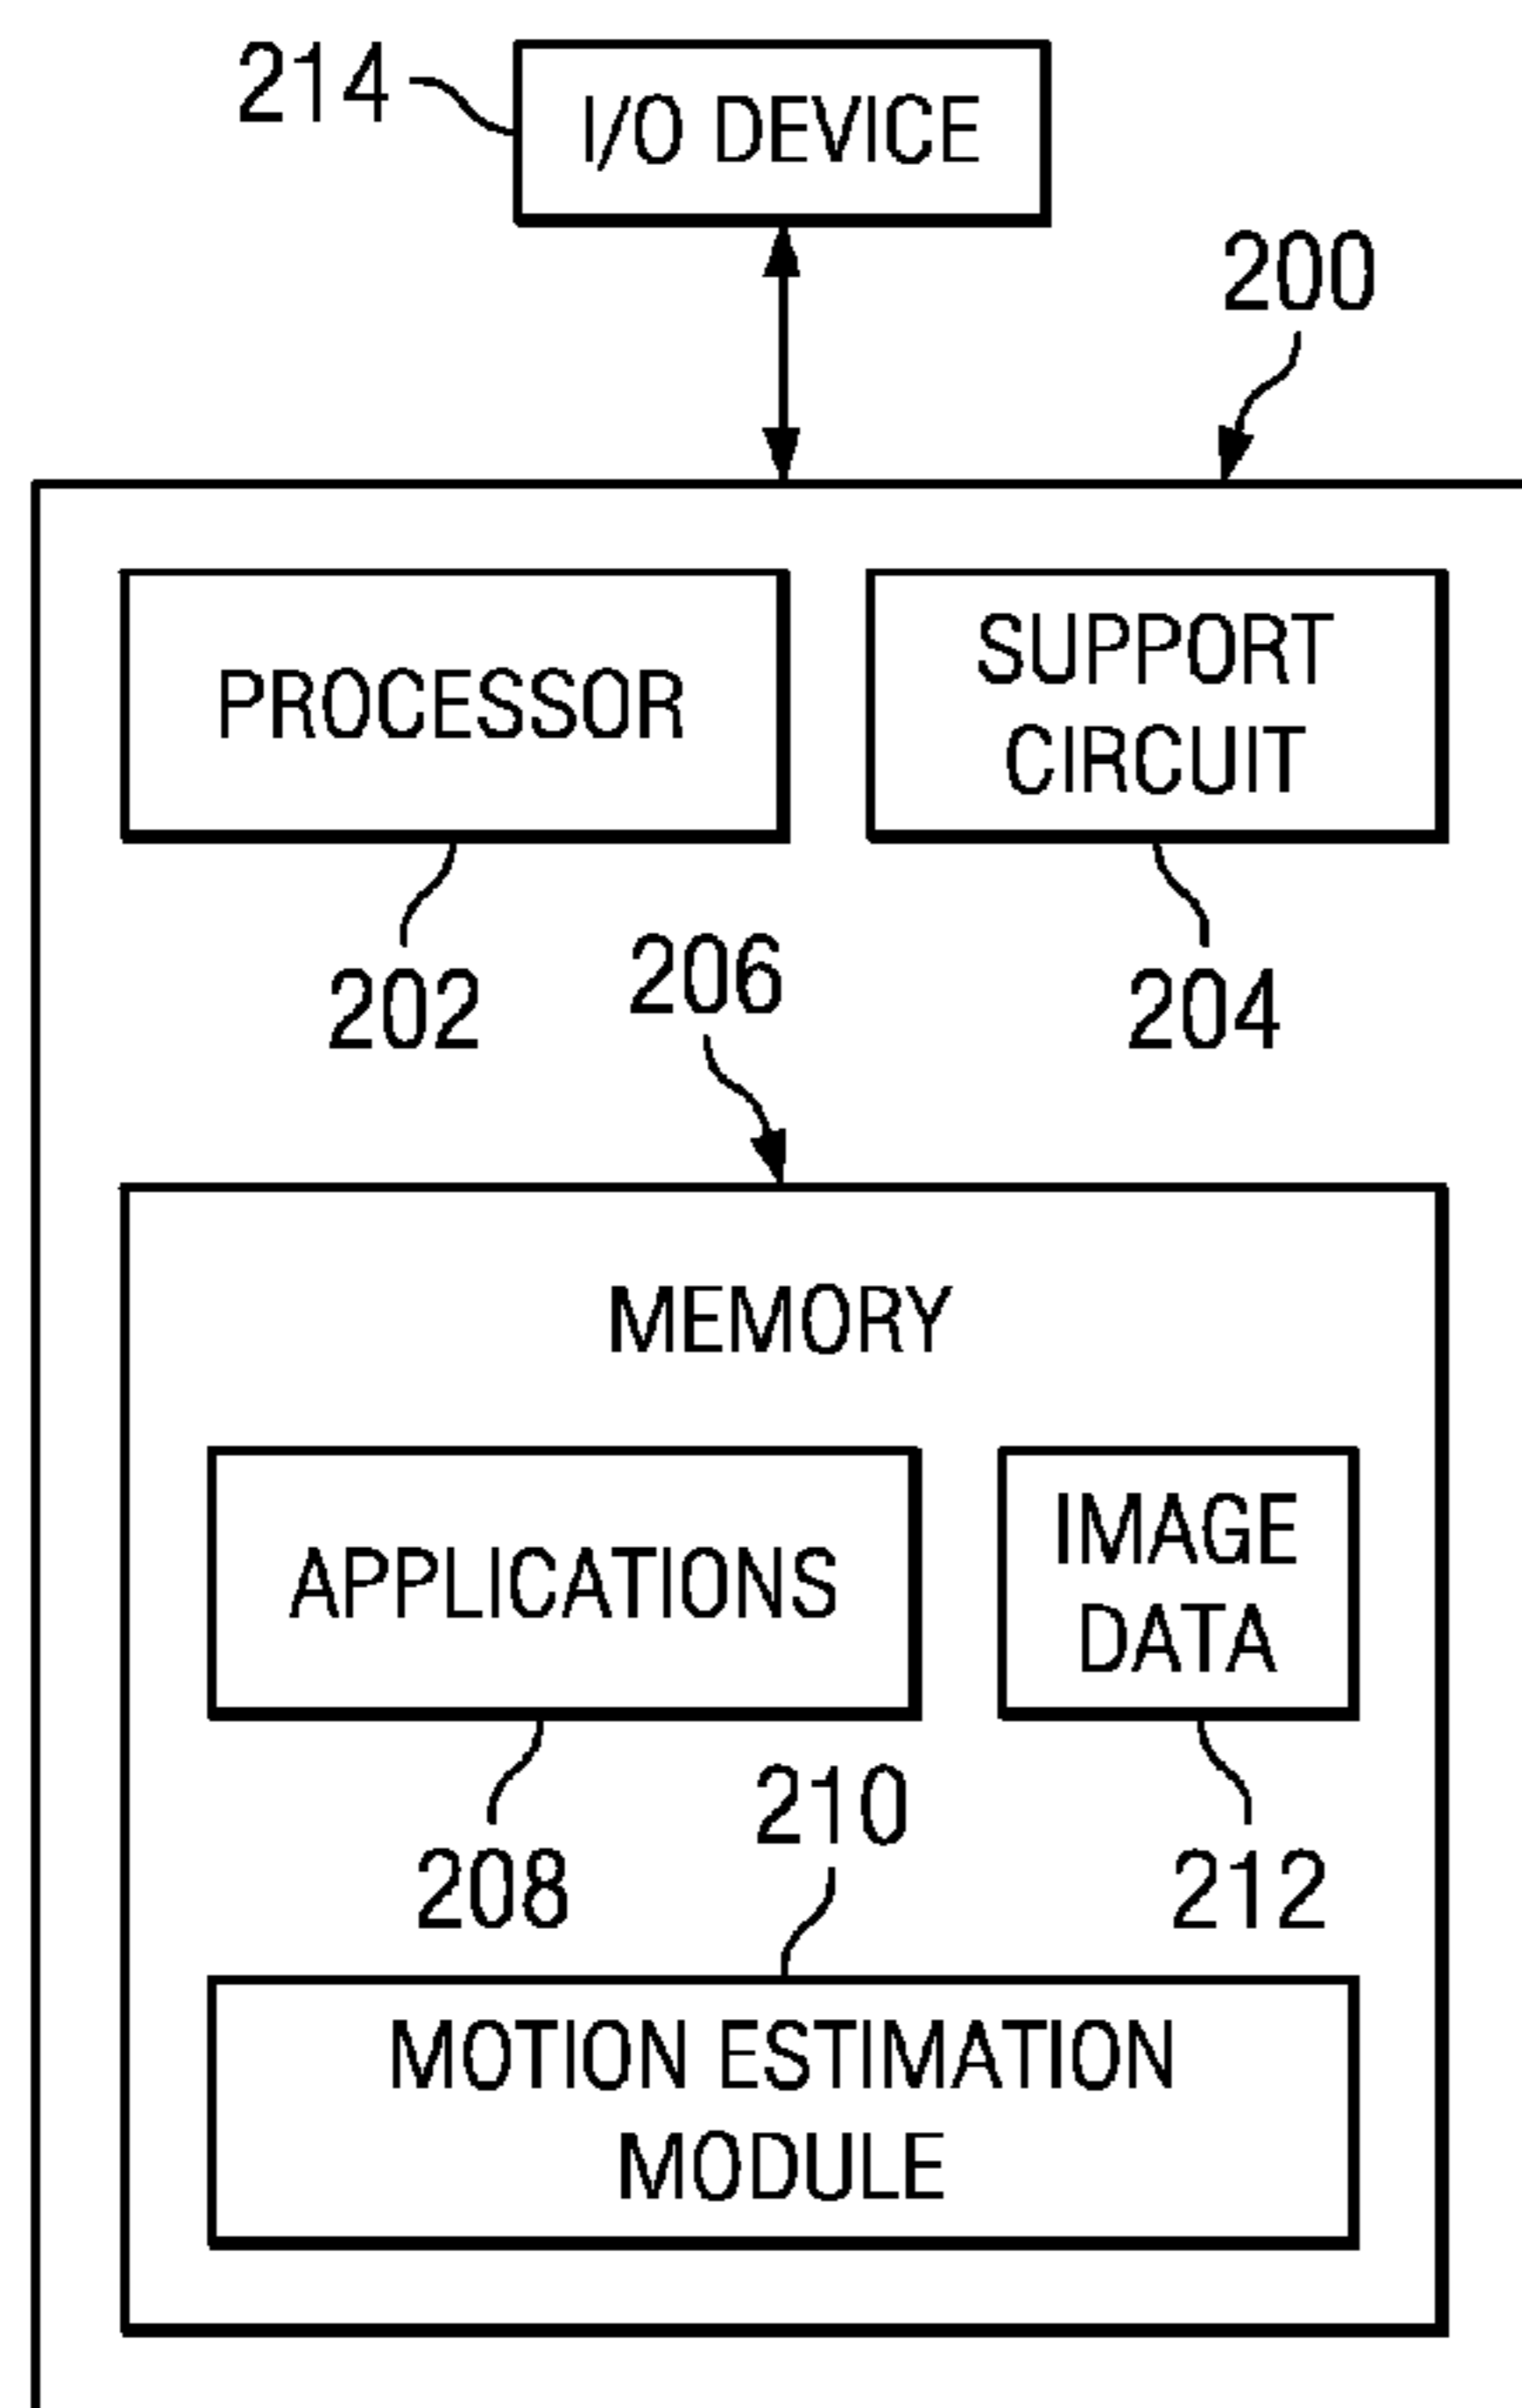 214
I/O DEVICE
200
PROCESSOR
SUPPORT
CIRCUIT
202
206
204
MEMORY
APPLICATIONS
IMAGE
DATA
208
210
212
MOTION ESTIMATION
MODULE